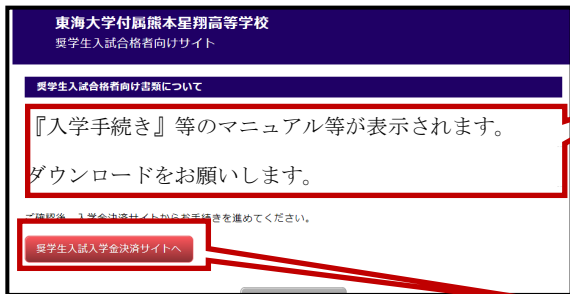 東海大学付属熊本星翔高等学校
奨学生入試合格者向けサイト
奨学生入試合格者向け書類について
『入学手続き』等のマニュアル等が表示されます。
ダウンロードをお願いします。
ご確認後、入学金決済サイトからお手続きを進めてください。
奨学生入試入学金決済サイトへ